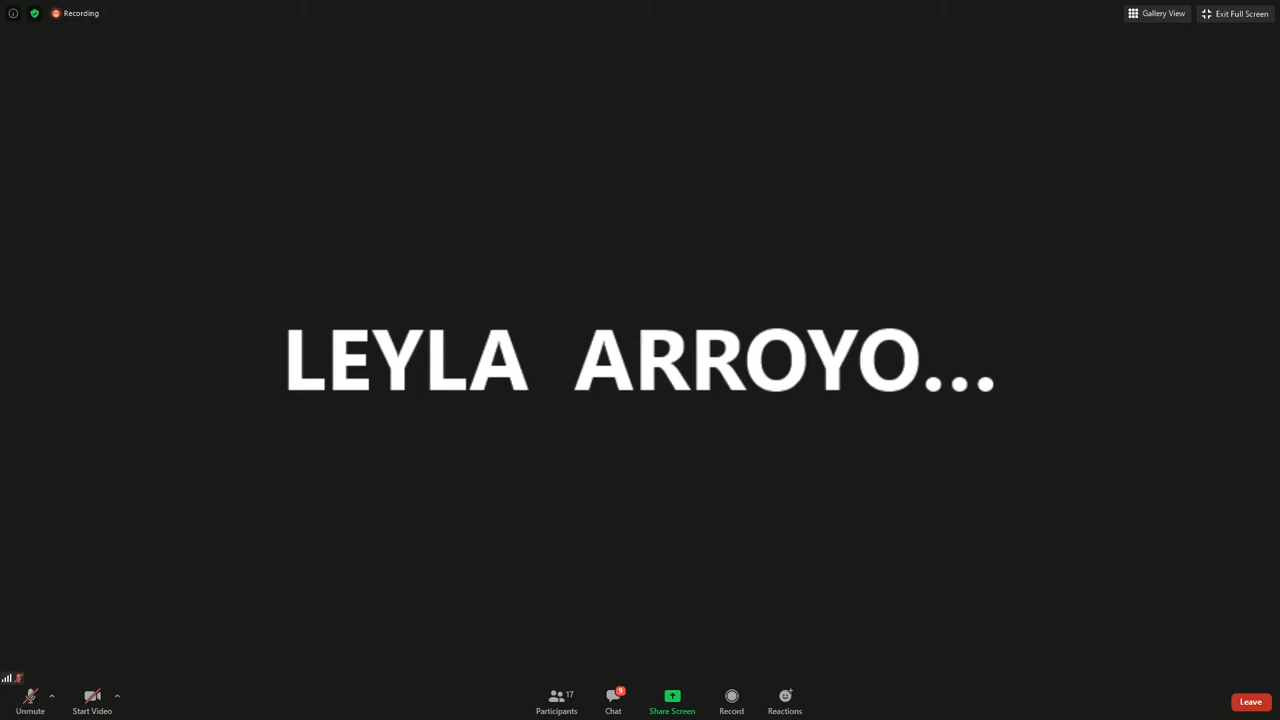 Recording
Gallery View
Exit Full Screen
LEYLA ARROYO...
Unmute
Start Video
17
Participants
9
Chat
Share Screen
Record
Reactions
Leave